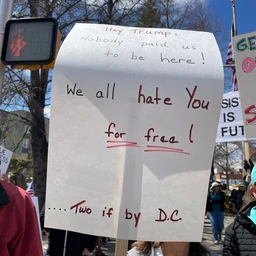 Hey Trump:
Nobody paid us
to be here!
We all hate You
for free!
.... Two if by D.C
GE
SIS
IS
FUT
S